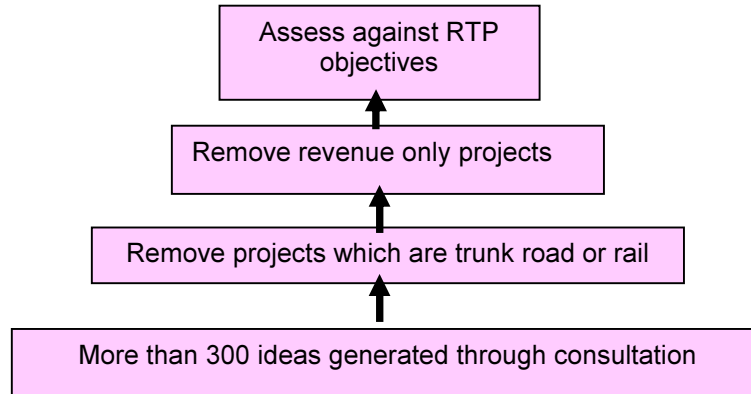 Assess against RTP
objectives
Remove revenue only projects
Remove projects which are trunk road or rail
More than 300 ideas generated through consultation